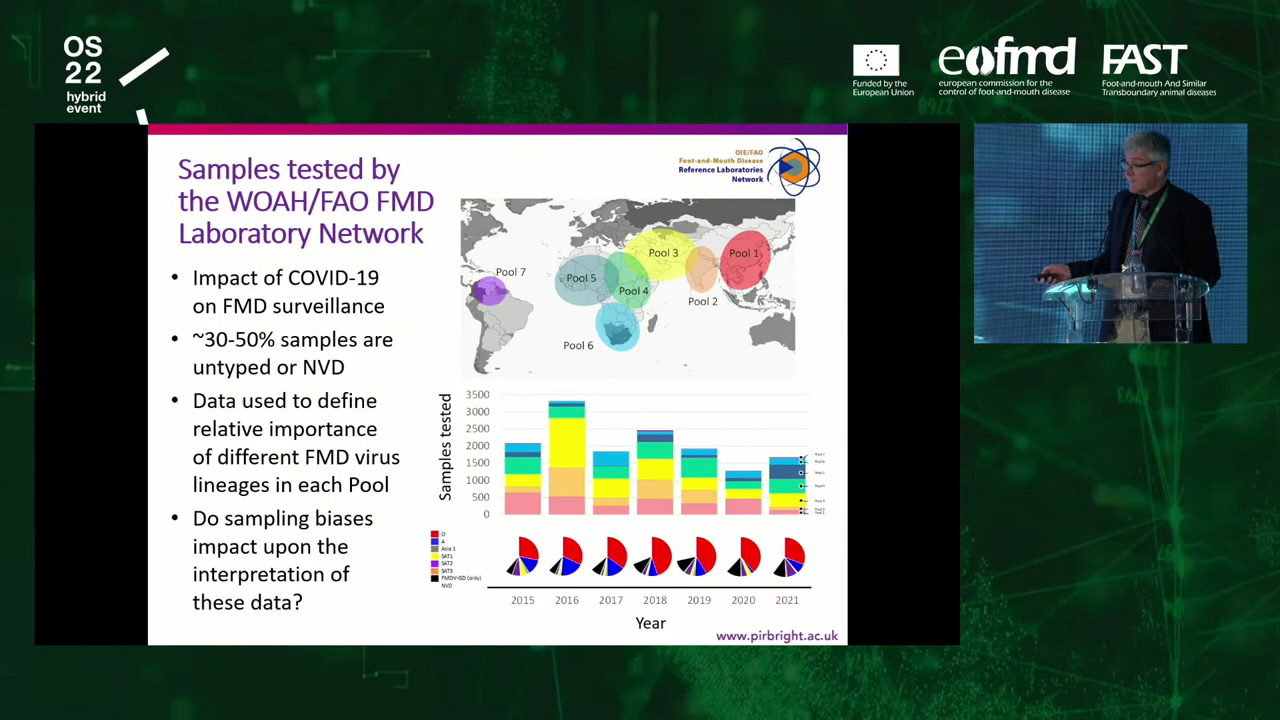 OS
22
hybrid
event
Funded by the
European Union
eofmd
european commission for the
control of foot-and-mouth disease
FAST
Foot-and-mouth And Similar
Transboundary animal diseases
Samples tested by
the WOAH/FAO FMD
Laboratory Network
OIE/FAO
Foot-and-Mouth Disease
Reference Laboratories
Network
• Impact of COVID-19
on FMD surveillance
• ~30-50% samples are
untyped or NVD
• Data used to define
relative importance
of different FMD virus
lineages in each Pool
• Do sampling biases
impact upon the
interpretation of
these data?
Pool 1
Pool 3
Pool 7
Pool 5
Pool 4
Pool 2
Pool 6
Samples tested
3500
3000
2500
2000
1500
1000
500
0
O
A
Asia 1
SAT1
SAT2
SAT3
FMDV-GD (only)
NVD
2015 2016 2017 2018 2019 2020 2021
Year
www.pirbright.ac.uk